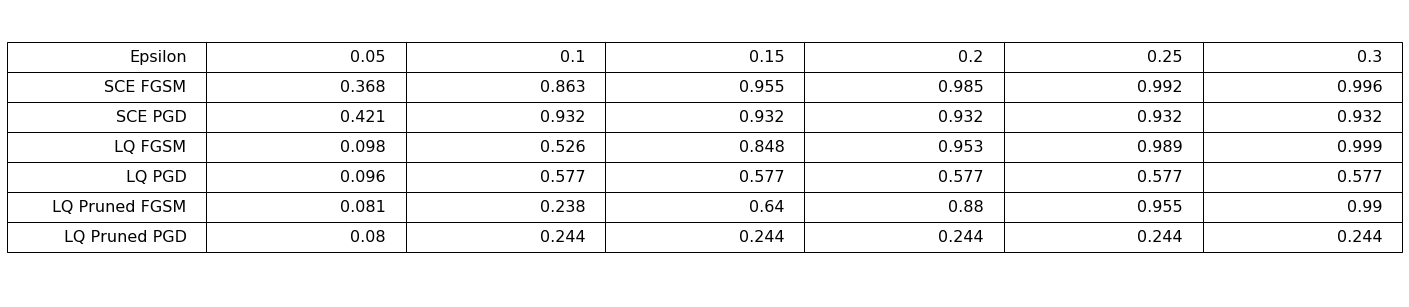 Epsilon 0.05 0.1 0.15 0.2 0.25 0.3
SCE FGSM 0.368 0.863 0.955 0.985 0.992 0.996
SCE PGD 0.421 0.932 0.932 0.932 0.932 0.932
LQ FGSM 0.098 0.526 0.848 0.953 0.989 0.999
LQ PGD 0.096 0.577 0.577 0.577 0.577 0.577
LQ Pruned FGSM 0.081 0.238 0.64 0.88 0.955 0.99
LQ Pruned PGD 0.08 0.244 0.244 0.244 0.244 0.244